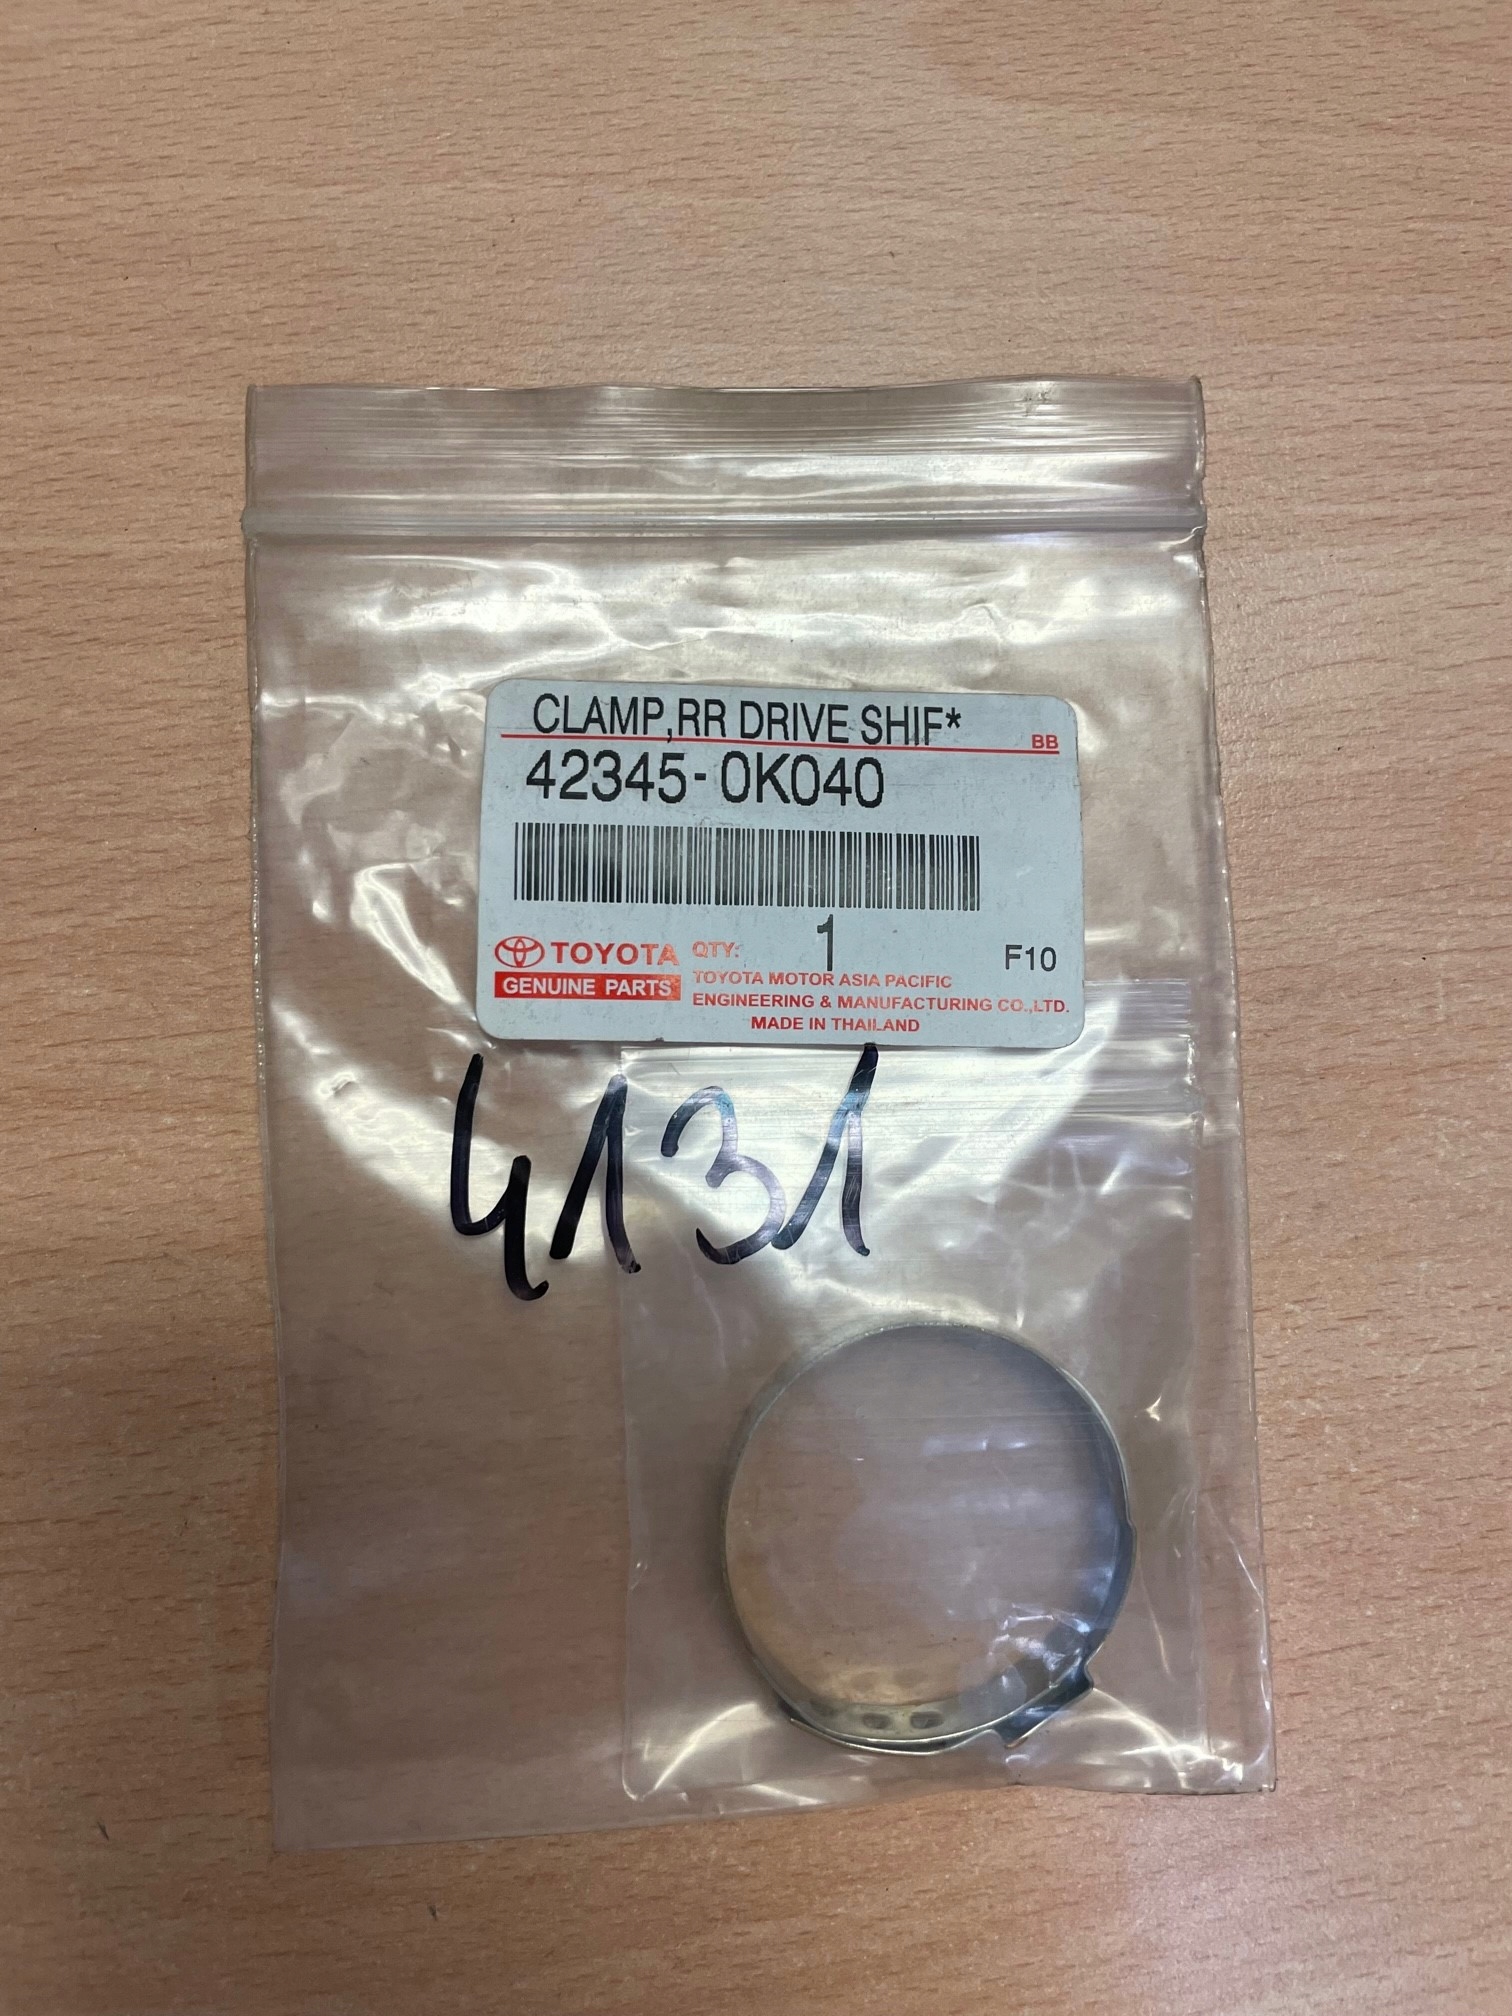 CLAMP,RR DRIVE SHIF*
BB
42345-0K040
1
TOYOTA QTY: F10
GENUINE PARTS
TOYOTA MOTOR ASIA PACIFIC
ENGINEERING & MANUFACTURING CO.,LTD.
MADE IN THAILAND
4131